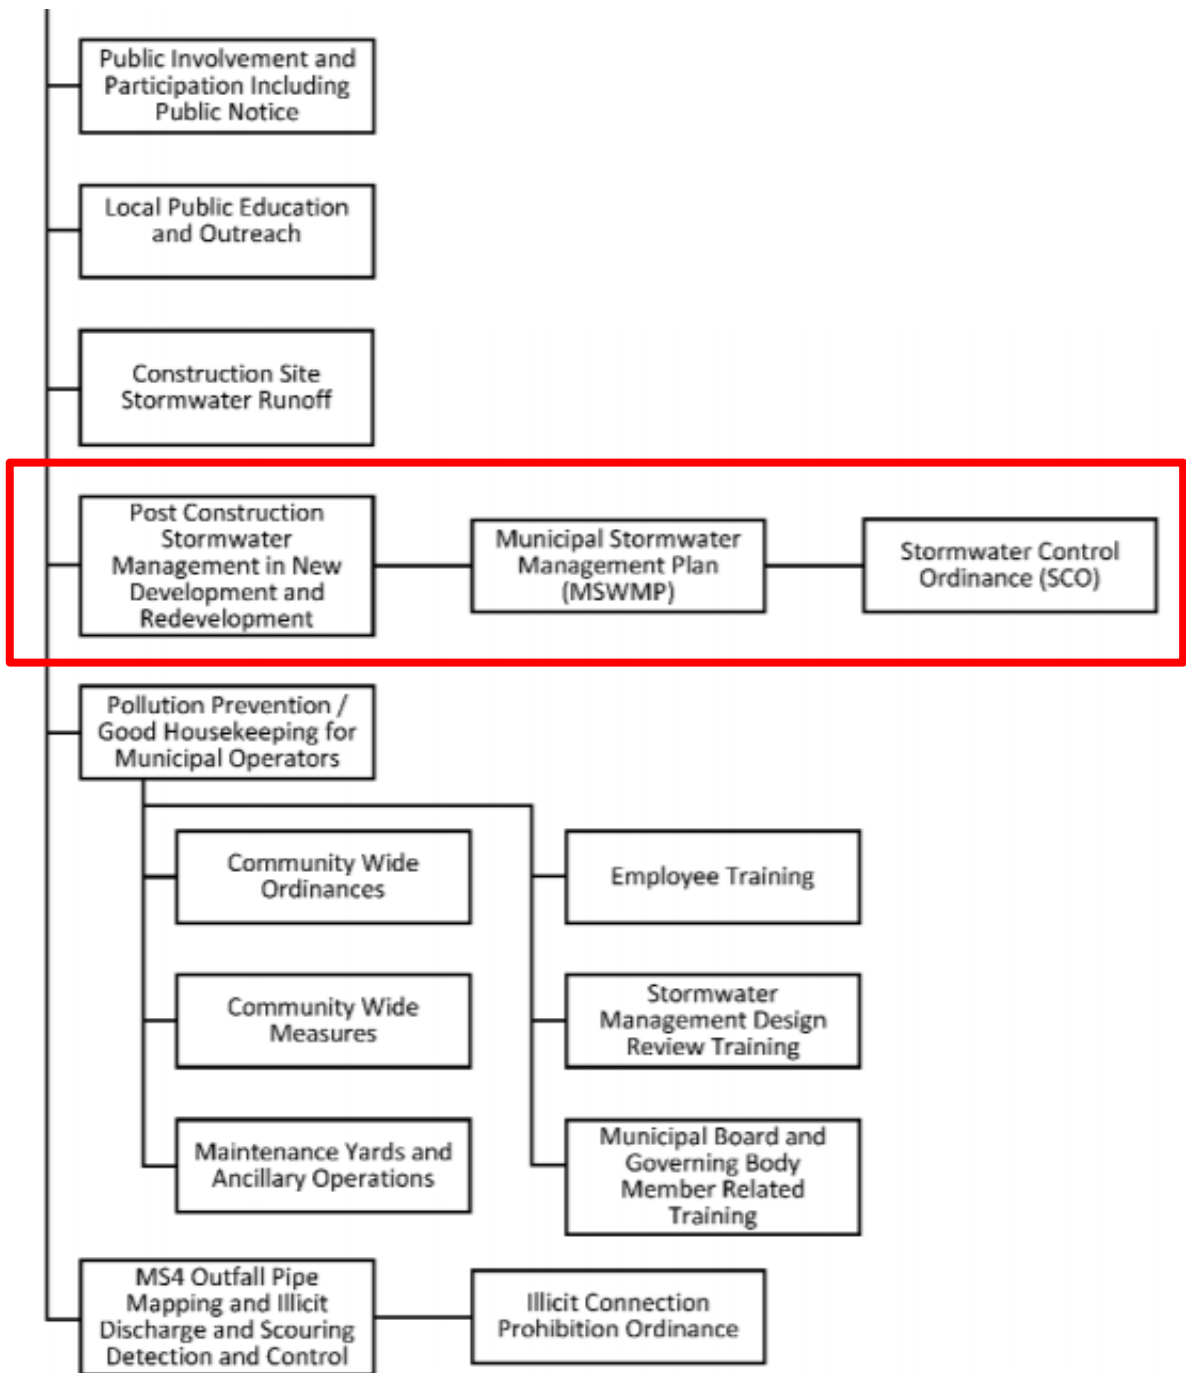 Public Involvement and
Participation Including
Public Notice
Local Public Education
and Outreach
Construction Site
Stormwater Runoff
Post Construction
Stormwater
Management in New
Development and
Redevelopment
Municipal Stormwater
Management Plan
(MSWMP)
Stormwater Control
Ordinance (SCO)
Pollution Prevention /
Good Housekeeping for
Municipal Operators
Community Wide
Ordinances
Employee Training
Community Wide
Measures
Stormwater
Management Design
Review Training
Maintenance Yards and
Ancillary Operations
Municipal Board and
Governing Body
Member Related
Training
MS4 Outfall Pipe
Mapping and Illicit
Discharge and Scouring
Detection and Control
Illicit Connection
Prohibition Ordinance